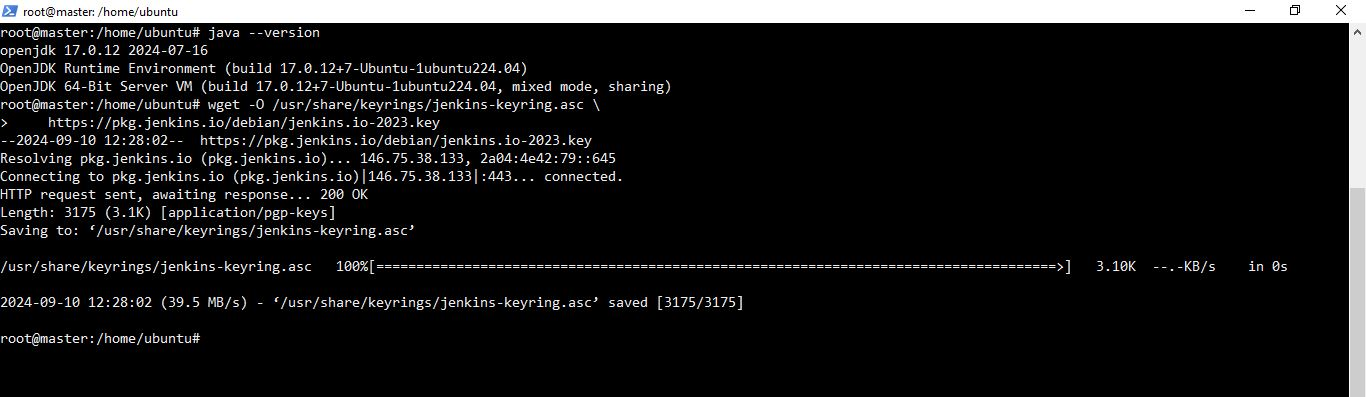 root@master: /home/ubuntu
root@master:/home/ubuntu# java --version
openjdk 17.0.12 2024-07-16
OpenJDK Runtime Environment (build 17.0.12+7-Ubuntu-1ubuntu224.04)
OpenJDK 64-Bit Server VM (build 17.0.12+7-Ubuntu-1ubuntu224.04, mixed mode, sharing)
root@master:/home/ubuntu# wget -O /usr/share/keyrings/jenkins-keyring.asc \
>     https://pkg.jenkins.io/debian/jenkins.io-2023.key
--2024-09-10 12:28:02--  https://pkg.jenkins.io/debian/jenkins.io-2023.key
Resolving pkg.jenkins.io (pkg.jenkins.io)... 146.75.38.133, 2a04:4e42:79::645
Connecting to pkg.jenkins.io (pkg.jenkins.io)|146.75.38.133|:443... connected.
HTTP request sent, awaiting response... 200 OK
Length: 3175 (3.1K) [application/pgp-keys]
Saving to: ‘/usr/share/keyrings/jenkins-keyring.asc’
/usr/share/keyrings/jenkins-keyring.asc   100%[=====================================================================================>]   3.10K  --.-KB/s    in 0s
2024-09-10 12:28:02 (39.5 MB/s) - ‘/usr/share/keyrings/jenkins-keyring.asc’ saved [3175/3175]
root@master:/home/ubuntu#